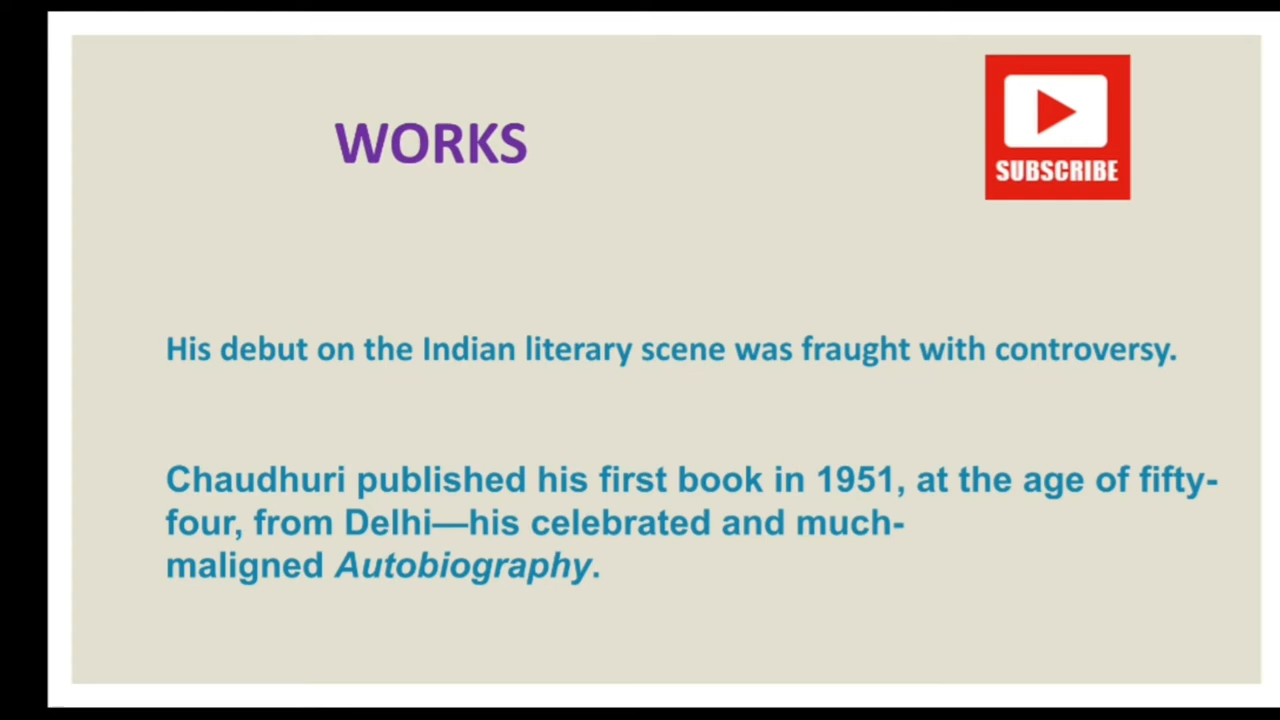 WORKS
SUBSCRIBE
His debut on the Indian literary scene was fraught with controversy.
Chaudhuri published his first book in 1951, at the age of fifty-
four, from Delhi—his celebrated and much-
maligned Autobiography.